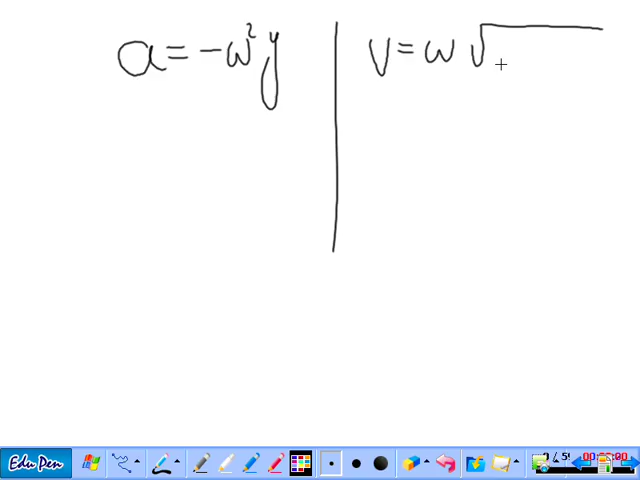 a = -ω²y
v = ω √
Edu Pen